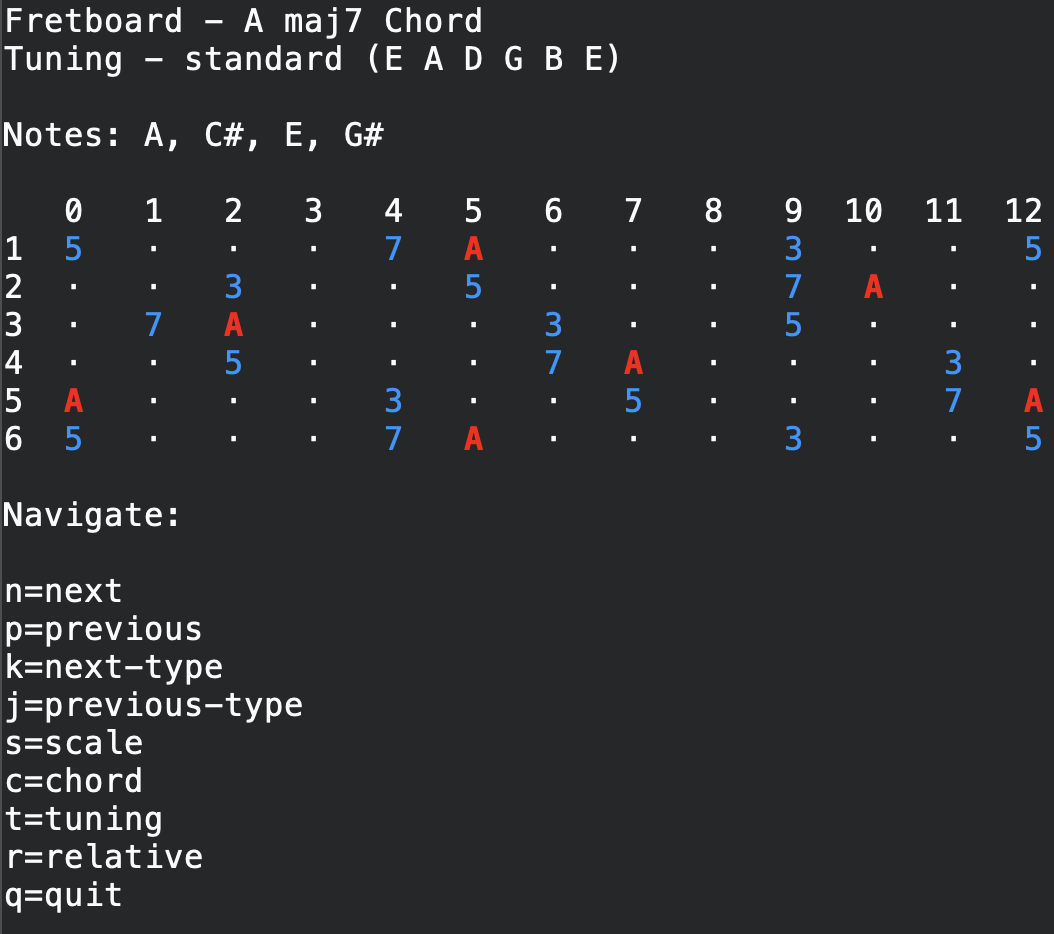 Fretboard – A maj7 Chord
Tuning – standard (E A D G B E)
Notes: A, C#, E, G#
0 1 2 3 4 5 6 7 8 9 10 11 12
1 5 · · · 7 A · · · 3 · · 5
2 · · 3 · · 5 · · · 7 A · ·
3 · 7 A · · · 3 · · 5 · · ·
4 · · 5 · · · 7 A · · · 3 ·
5 A · · · 3 · · 5 · · · 7 A
6 5 · · · 7 A · · · 3 · · 5
Navigate:
n=next
p=previous
k=next-type
j=previous-type
s=scale
c=chord
t=tuning
r=relative
q=quit